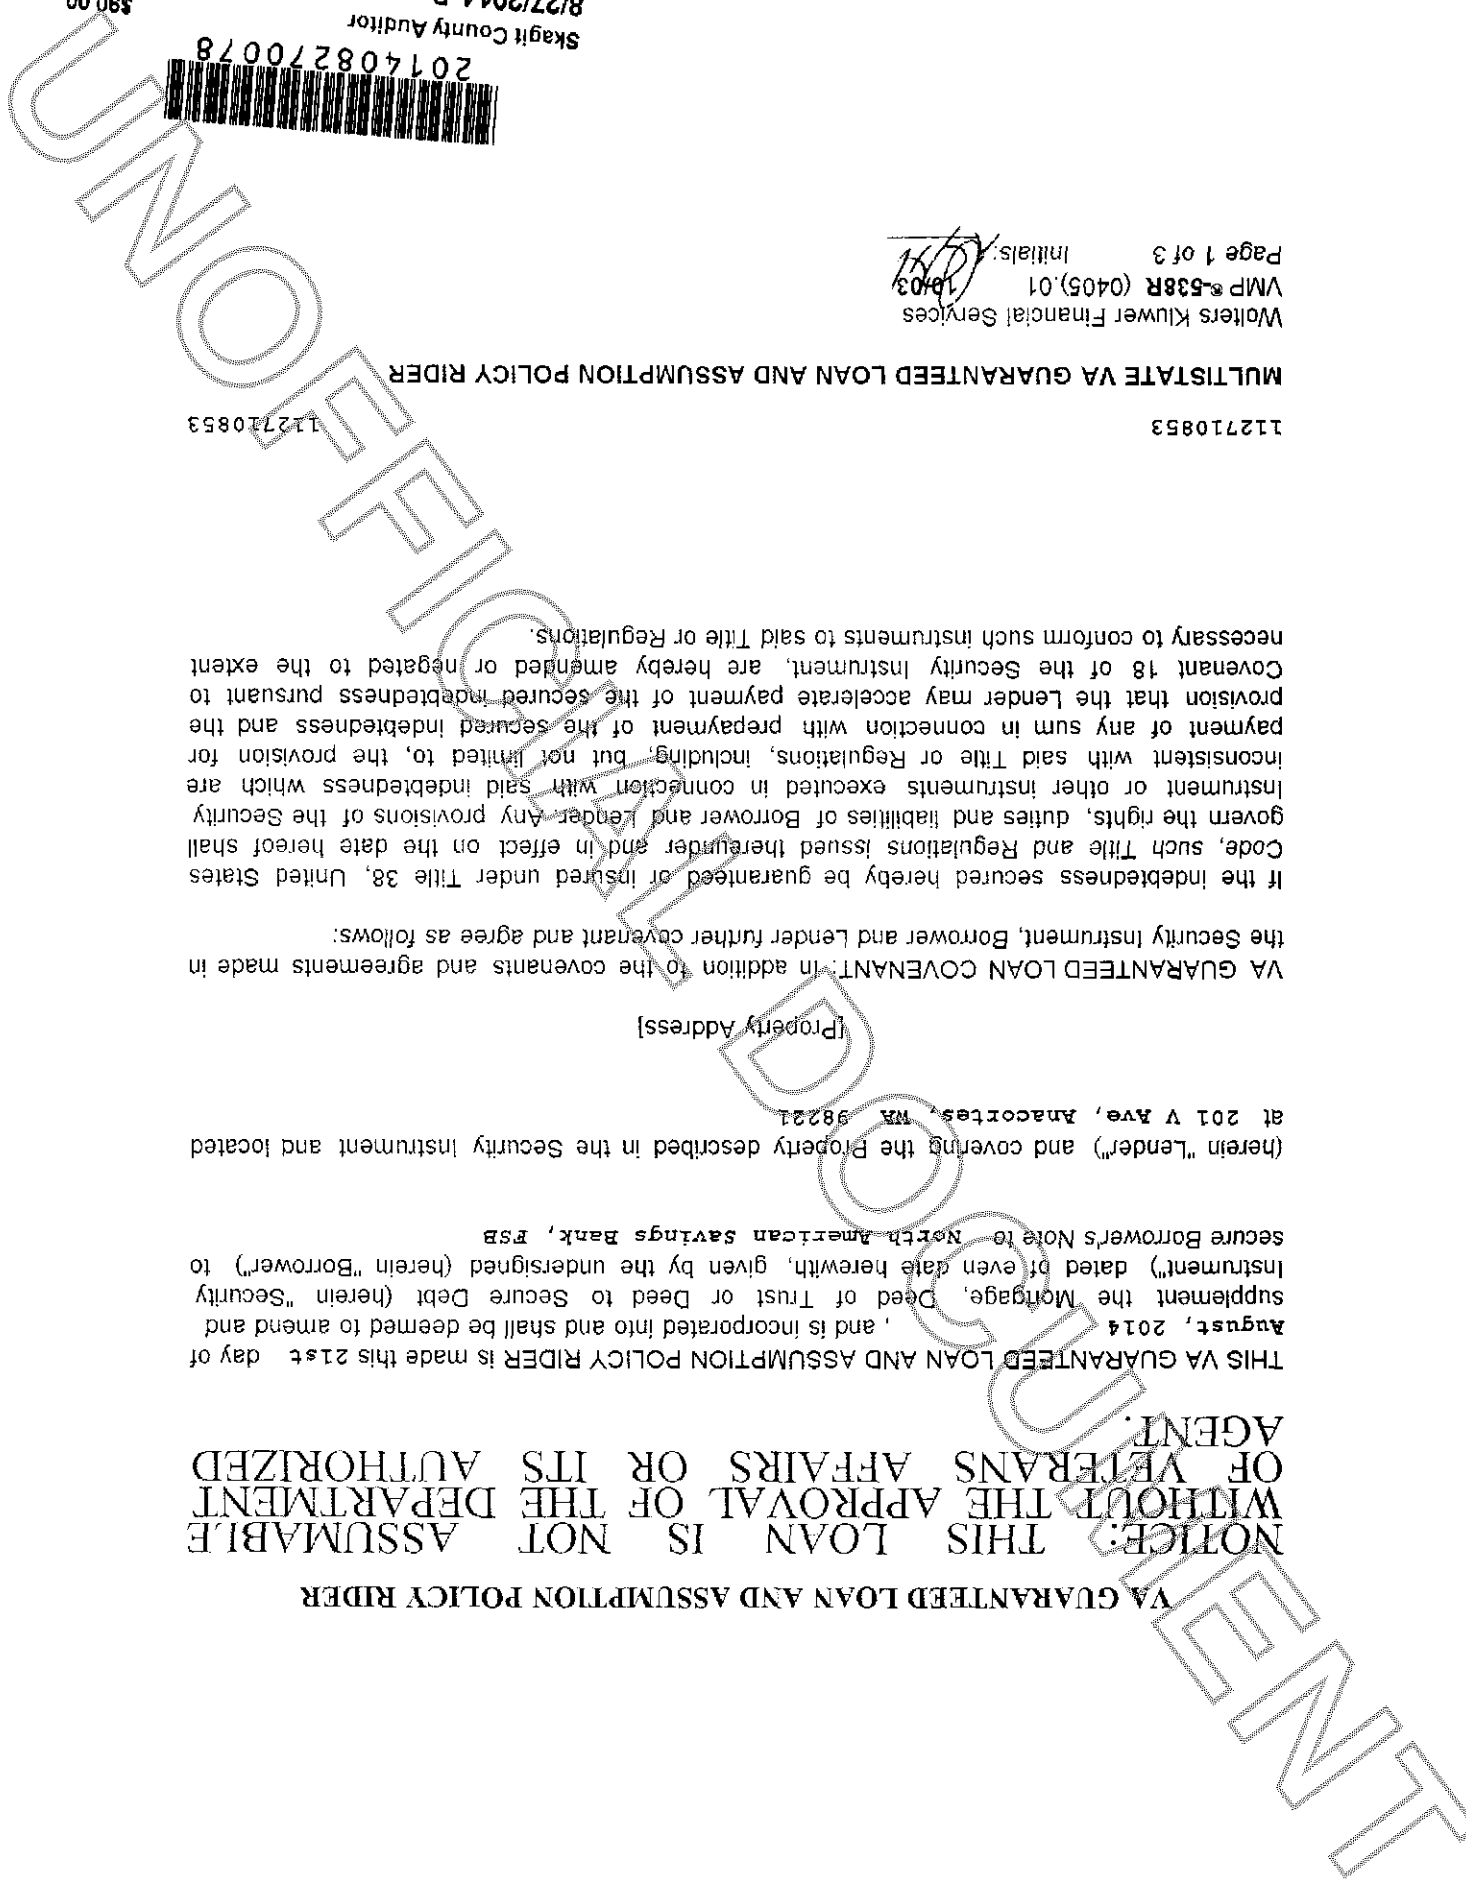 VA GUARANTEED LOAN AND ASSUMPTION POLICY RIDER
NOTICE: THIS LOAN IS NOT ASSUMABLE
WITHOUT THE APPROVAL OF THE DEPARTMENT
OF VETERANS AFFAIRS OR ITS AUTHORIZED
AGENT.
THIS VA GUARANTEED LOAN AND ASSUMPTION POLICY RIDER is made this 21st day of
August, 2014 , and is incorporated into and shall be deemed to amend and
supplement the Mortgage, Deed of Trust or Deed to Secure Debt (herein "Security
Instrument") dated of even date herewith, given by the undersigned (herein "Borrower") to
secure Borrower's Note to North American Savings Bank, FSB
(herein "Lender") and covering the Property described in the Security Instrument and located
at 201 V Ave, Anacortes, WA 98221
[Property Address]
VA GUARANTEED LOAN COVENANT: In addition to the covenants and agreements made in
the Security Instrument, Borrower and Lender further covenant and agree as follows:
If the indebtedness secured hereby be guaranteed or insured under Title 38, United States
Code, such Title and Regulations issued thereunder and in effect on the date hereof shall
govern the rights, duties and liabilities of Borrower and Lender. Any provisions of the Security
Instrument or other instruments executed in connection with said indebtedness which are
inconsistent with said Title or Regulations, including, but not limited to, the provision for
payment of any sum in connection with prepayment of the secured indebtedness and the
provision that the Lender may accelerate payment of the secured indebtedness pursuant to
Covenant 18 of the Security Instrument, are hereby amended or negated to the extent
necessary to conform such instruments to said Title or Regulations.
112710853 112710853
MULTISTATE VA GUARANTEED LOAN AND ASSUMPTION POLICY RIDER
Wolters Kluwer Financial Services
VMP®-538R (0405).01 10/03
Page 1 of 3 Initials:
201408270078
Skagit County Auditor
8/27/2014
$90.00
UNOFFICIAL DOCUMENT